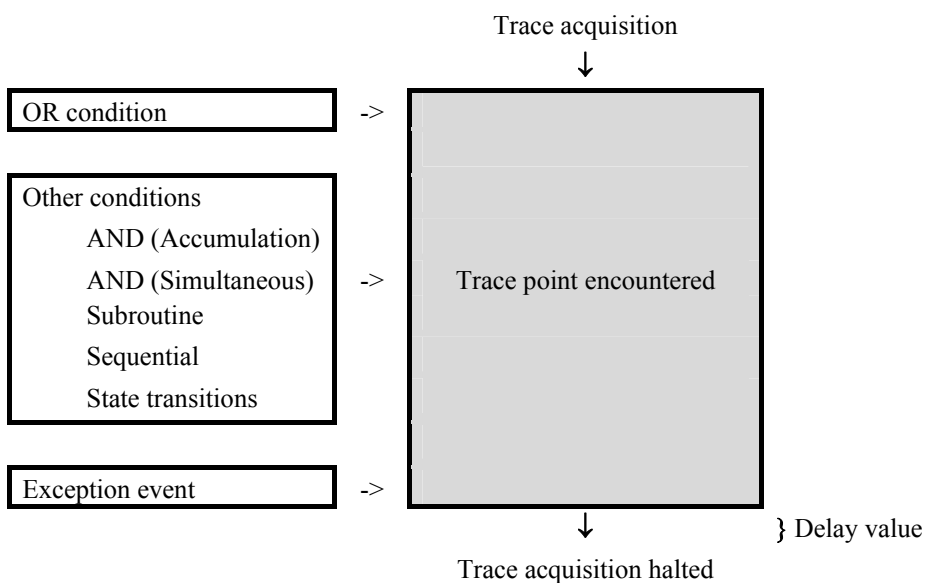 Trace acquisition
↓
OR condition ->
Other conditions
AND (Accumulation)
AND (Simultaneous) -> Trace point encountered
Subroutine
Sequential
State transitions
Exception event ->
↓ } Delay value
Trace acquisition halted